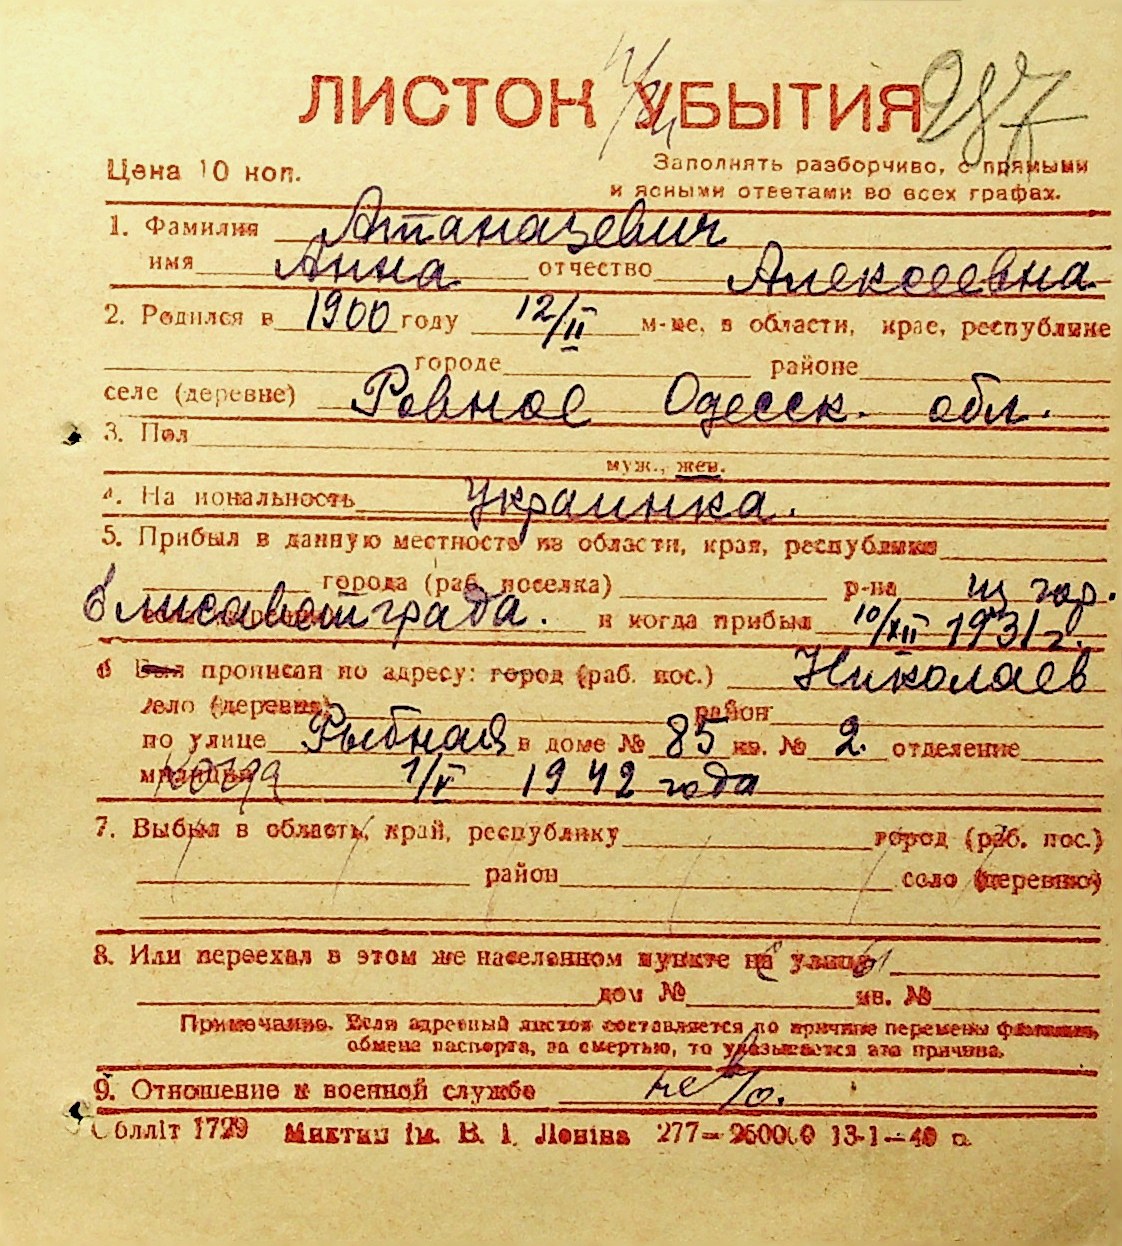 ЛИСТОК УБЫТИЯ 287
Цена 10 коп.
Заполнять разборчиво, с прямыми
и ясными ответами во всех графах.
1. Фамилия Атанацевич
имя Анна отчество Алексеевна
2. Родился в 1900 году 12/II м-це, в области, крае, республике
городе районе
селе (деревне) Ровное Одесск. обл.
3. Пол
муж., жен.
4. Национальность Украинка.
5. Прибыл в данную местность из области, края, республики
города (раб. поселка) р-на из гор.
Елисаветграда. и когда прибыл 10/XII 1931 г.
6 Был прописан по адресу: город (раб. пос.) Николаев
село (деревня) район
по улице Рыбная в доме № 85 кв. № 2. отделение
милиции когда 1/V 1942 года
7. Выбыл в область, край, республику город (раб. пос.)
район село (деревню)
8. Или переехал в этом же населенном пункте на улицу
дом № кв. №
Примечание. Если адресный листок составляется по причине перемены фамилии,
обмена паспорта, за смертью, то указывается эта причина.
9. Отношение к военной службе не в/о.
Облліт 1729 им. В. І. Леніна 277— 250000 13-1—40 р.